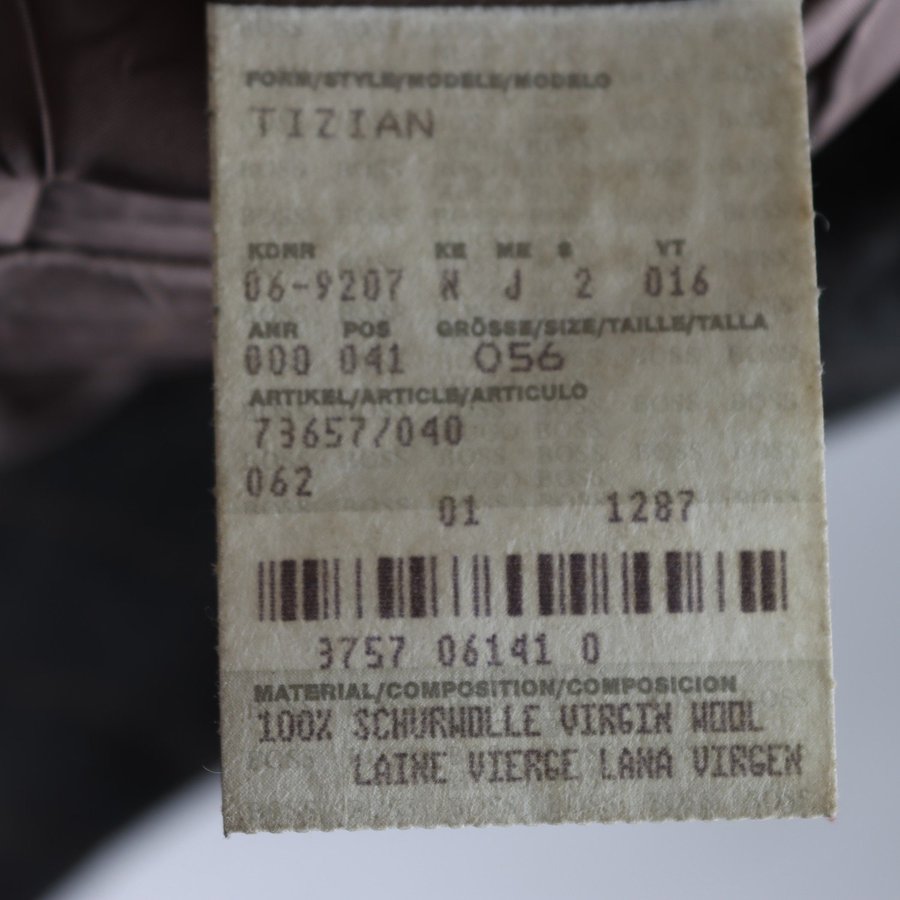 FORM/STYLE/MODELE/MODELO
TIZIAN
KDNR KE ME S YT
06-9207 N J 2 016
ANR POS GRÖSSE/SIZE/TAILLE/TALLA
000 041 056
ARTIKEL/ARTICLE/ARTICULO
73657/040
062
01 1287
3757 06141 0
MATERIAL/COMPOSITION/COMPOSICION
100% SCHURWOLLE VIRGIN WOOL
LAINE VIERGE LANA VIRGEN